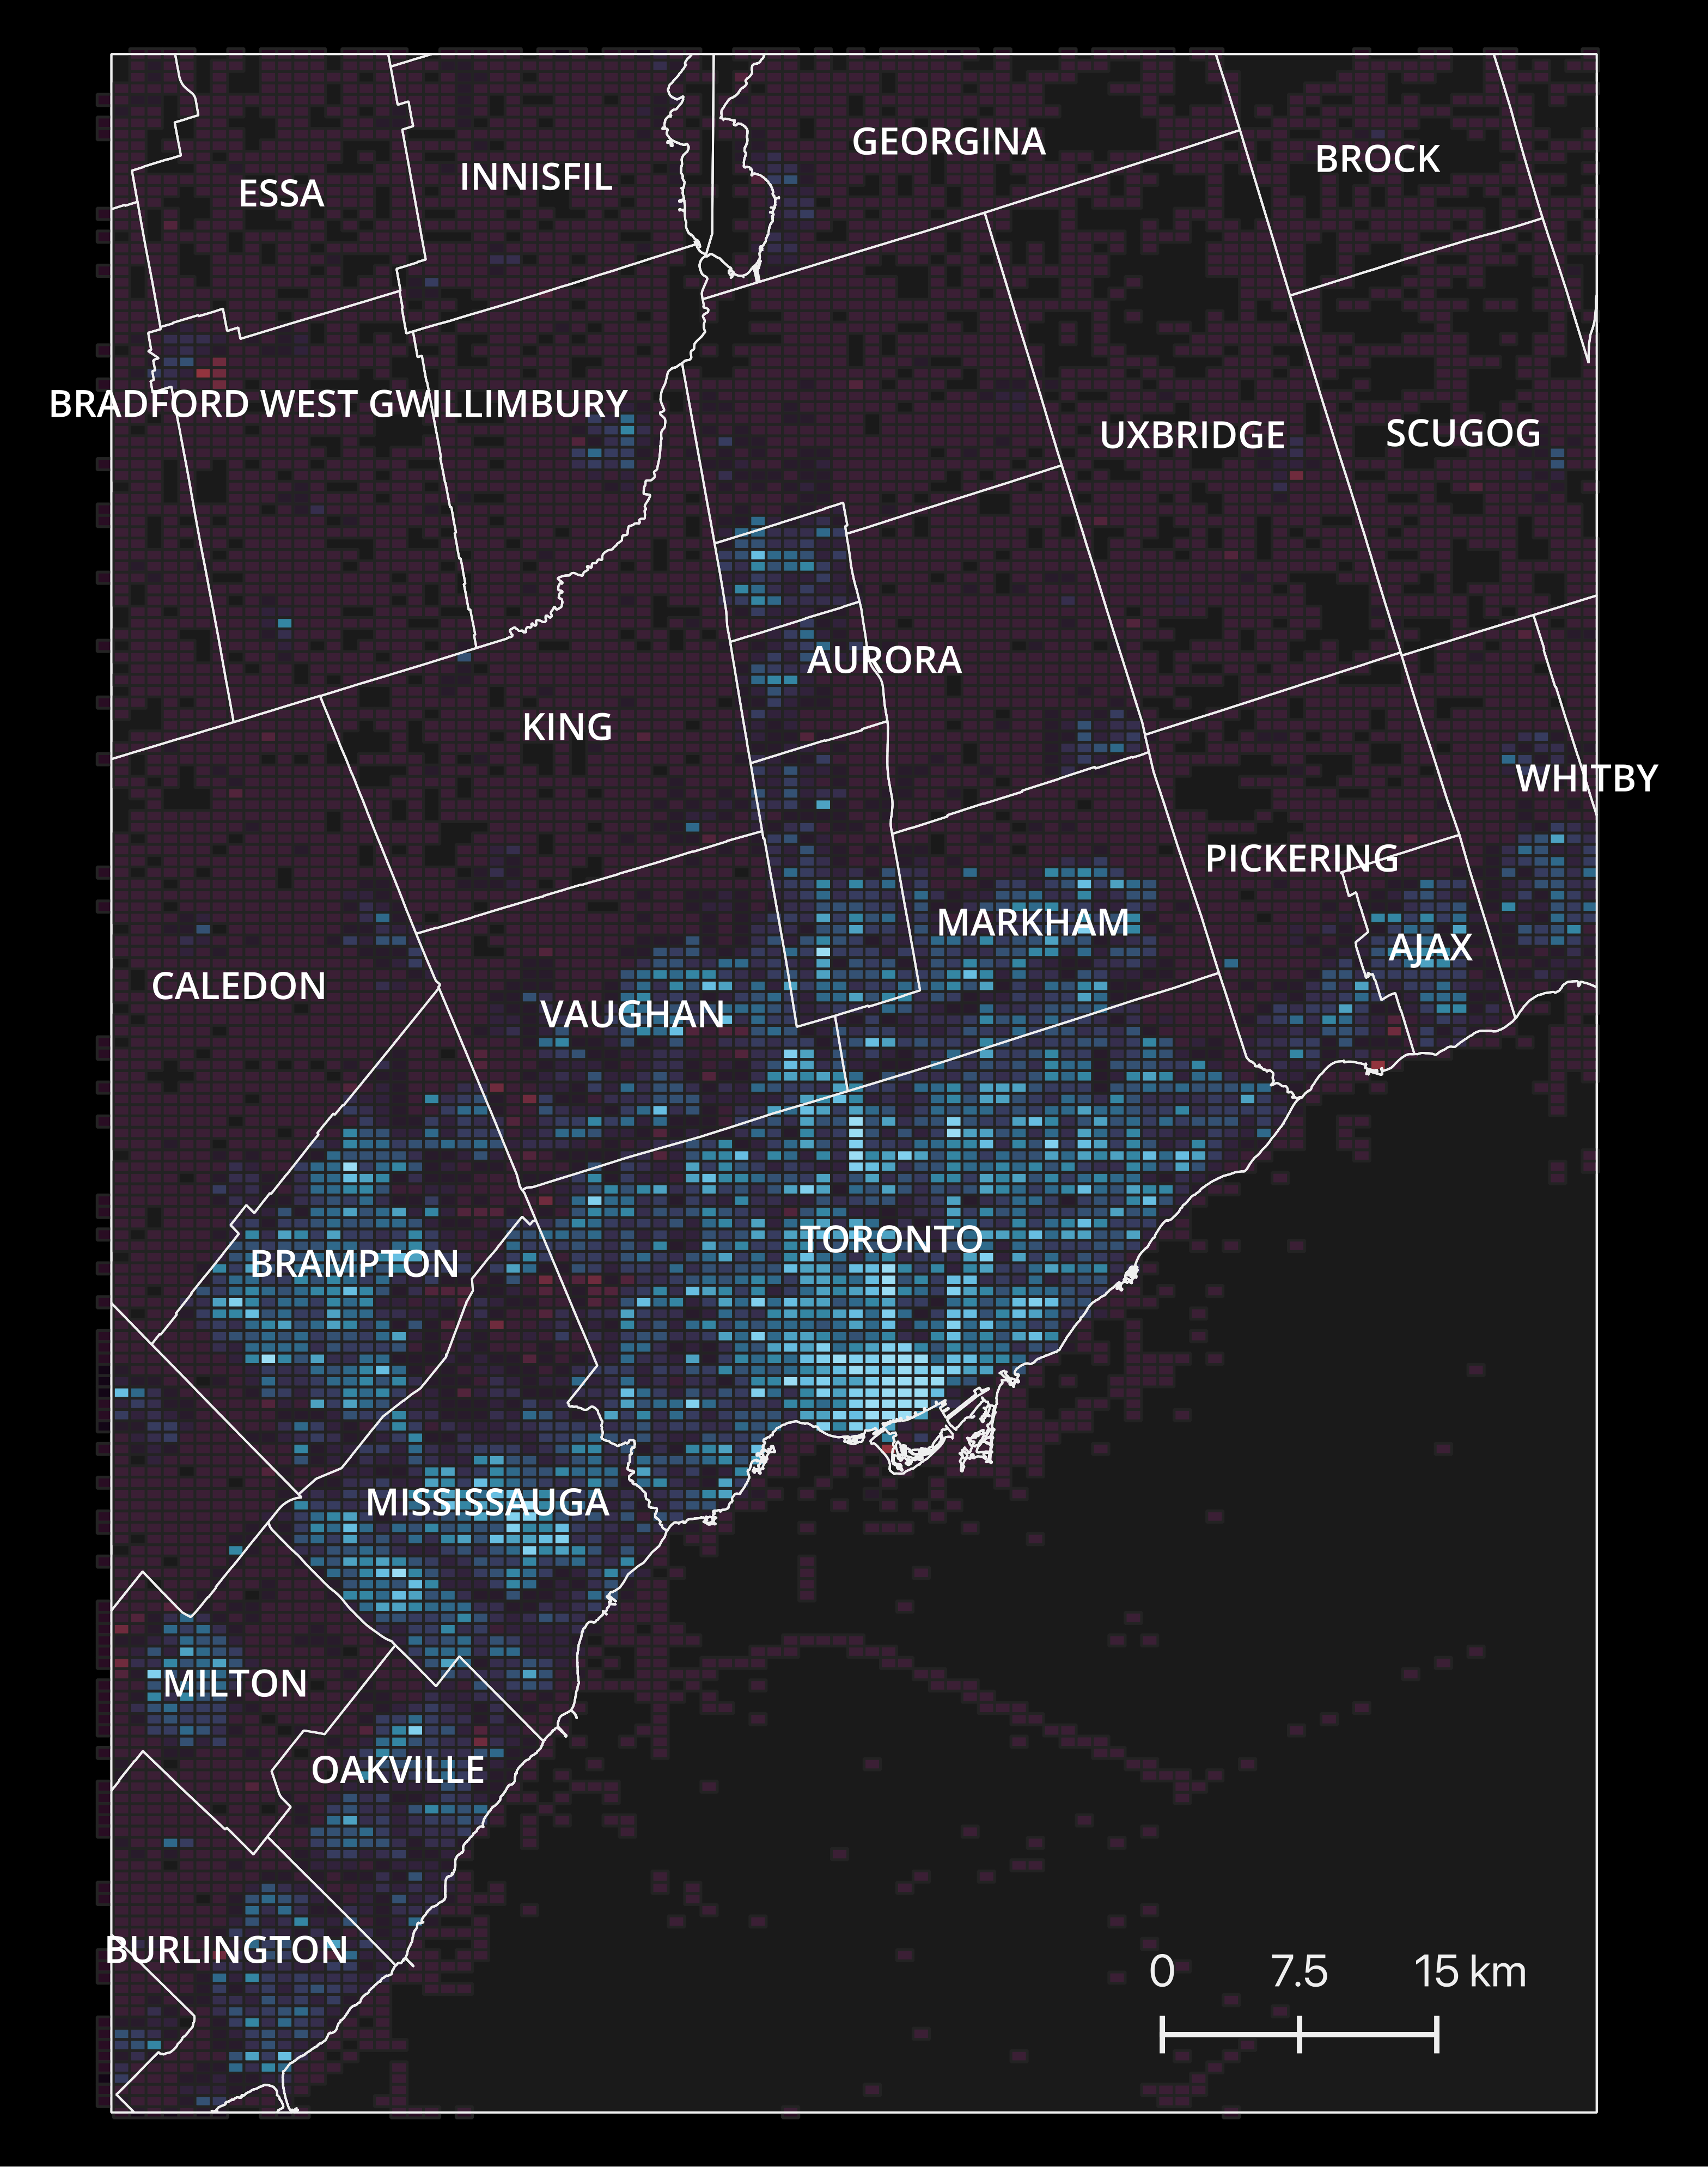 GEORGINA
BROCK
INNISFIL
ESSA
BRADFORD WEST GWILLIMBURY
UXBRIDGE
SCUGOG
AURORA
KING
WHITBY
PICKERING
MARKHAM
AJAX
CALEDON
VAUGHAN
TORONTO
BRAMPTON
MISSISSAUGA
MILTON
OAKVILLE
BURLINGTON
0 7.5 15 km